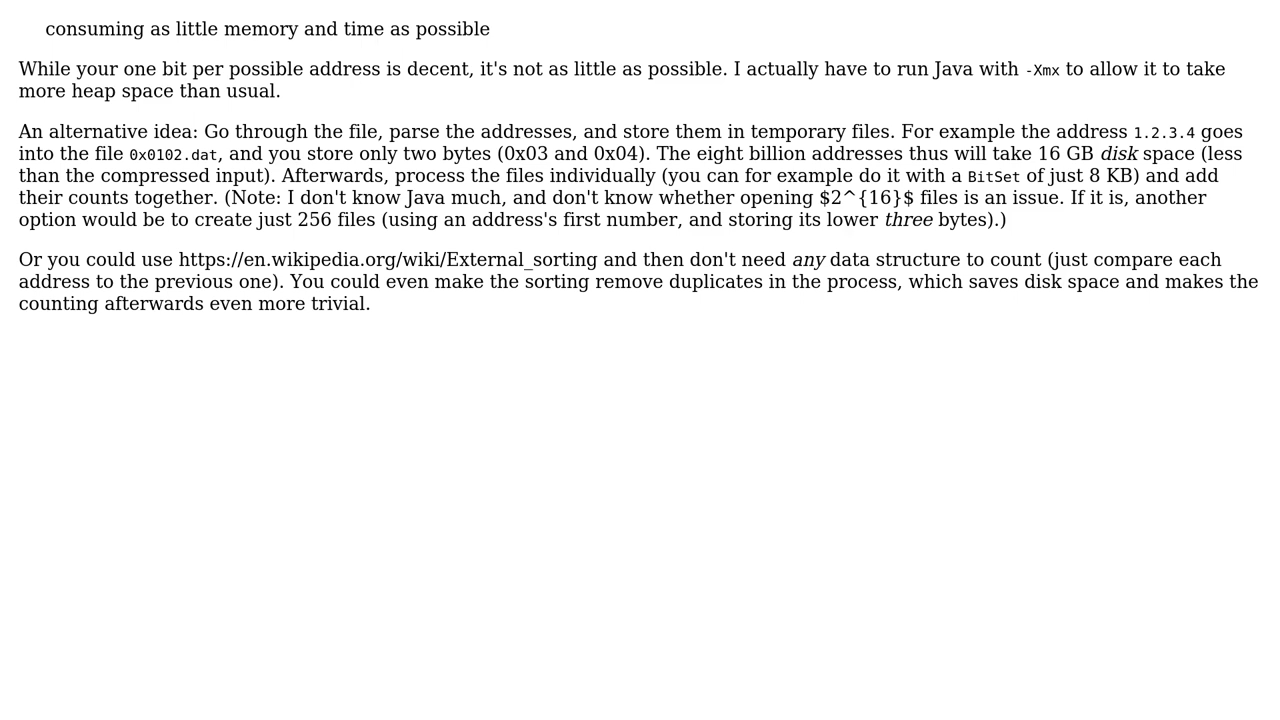 consuming as little memory and time as possible
While your one bit per possible address is decent, it's not as little as possible. I actually have to run Java with -Xmx to allow it to take
more heap space than usual.
An alternative idea: Go through the file, parse the addresses, and store them in temporary files. For example the address 1.2.3.4 goes
into the file 0x0102.dat, and you store only two bytes (0x03 and 0x04). The eight billion addresses thus will take 16 GB disk space (less
than the compressed input). Afterwards, process the files individually (you can for example do it with a BitSet of just 8 KB) and add
their counts together. (Note: I don't know Java much, and don't know whether opening $2^{16}$ files is an issue. If it is, another
option would be to create just 256 files (using an address's first number, and storing its lower three bytes).)
Or you could use https://en.wikipedia.org/wiki/External_sorting and then don't need any data structure to count (just compare each
address to the previous one). You could even make the sorting remove duplicates in the process, which saves disk space and makes the
counting afterwards even more trivial.